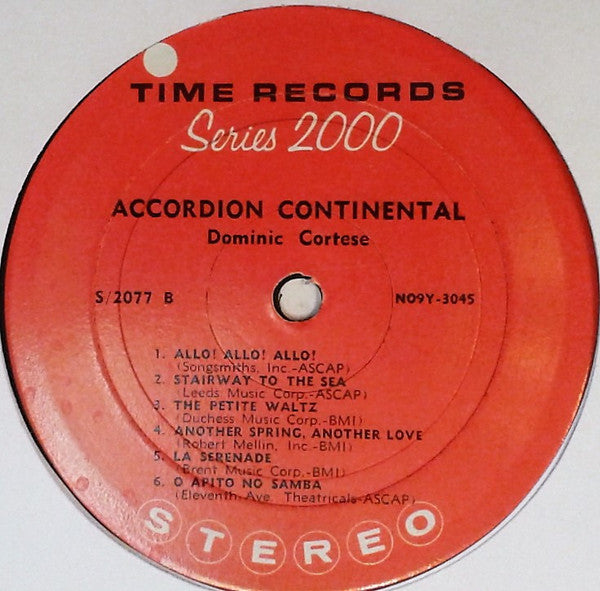 TIME RECORDS
Series 2000
ACCORDION CONTINENTAL
Dominic Cortese
S/2077 B
NO9Y-3045
1. ALLO! ALLO! ALLO!
(Songsmiths, Inc.-ASCAP)
2. STAIRWAY TO THE SEA
(Leeds Music Corp.-ASCAP)
3. THE PETITE WALTZ
(Duchess Music Corp.-BMI)
4. ANOTHER SPRING, ANOTHER LOVE
(Robert Mellin, Inc-BMI)
5. LA SERENADE
(Brent Music Corp.-BMI)
6. O APITO NO SAMBA
(Eleventh Ave. Theatricals-ASCAP)
STEREO